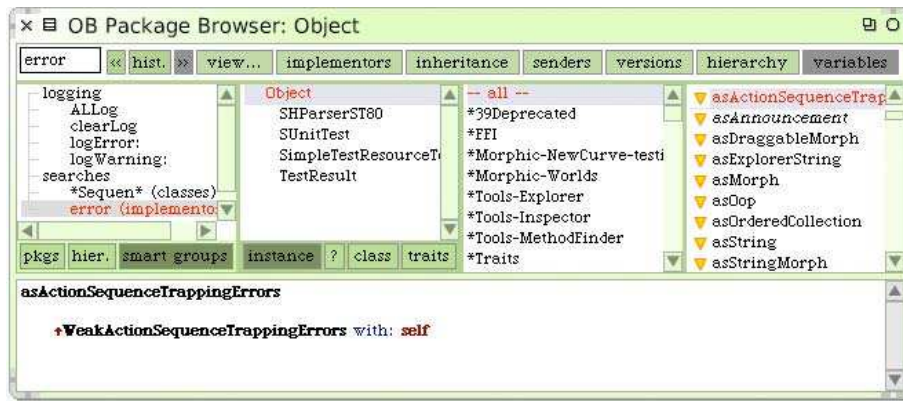 OB Package Browser: Object
error
<< hist. >> view... implementors inheritance senders versions hierarchy variables
logging
ALLog
clearLog
logError:
logWarning:
searches
*Sequen* (classes)
error (implemento
pkgs hier. smart groups
Object
SHParserST80
SUnitTest
SimpleTestResourceT
TestResult
instance ? class traits
-- all --
*39Deprecated
*FFI
*Morphic-NewCurve-testi
*Morphic-Worlds
*Tools-Explorer
*Tools-Inspector
*Tools-MethodFinder
*Traits
asActionSequenceTrap
asAnnouncement
asDraggableMorph
asExplorerString
asMorph
asOop
asOrderedCollection
asString
asStringMorph
asActionSequenceTrappingErrors
↑WeakActionSequenceTrappingErrors with: self